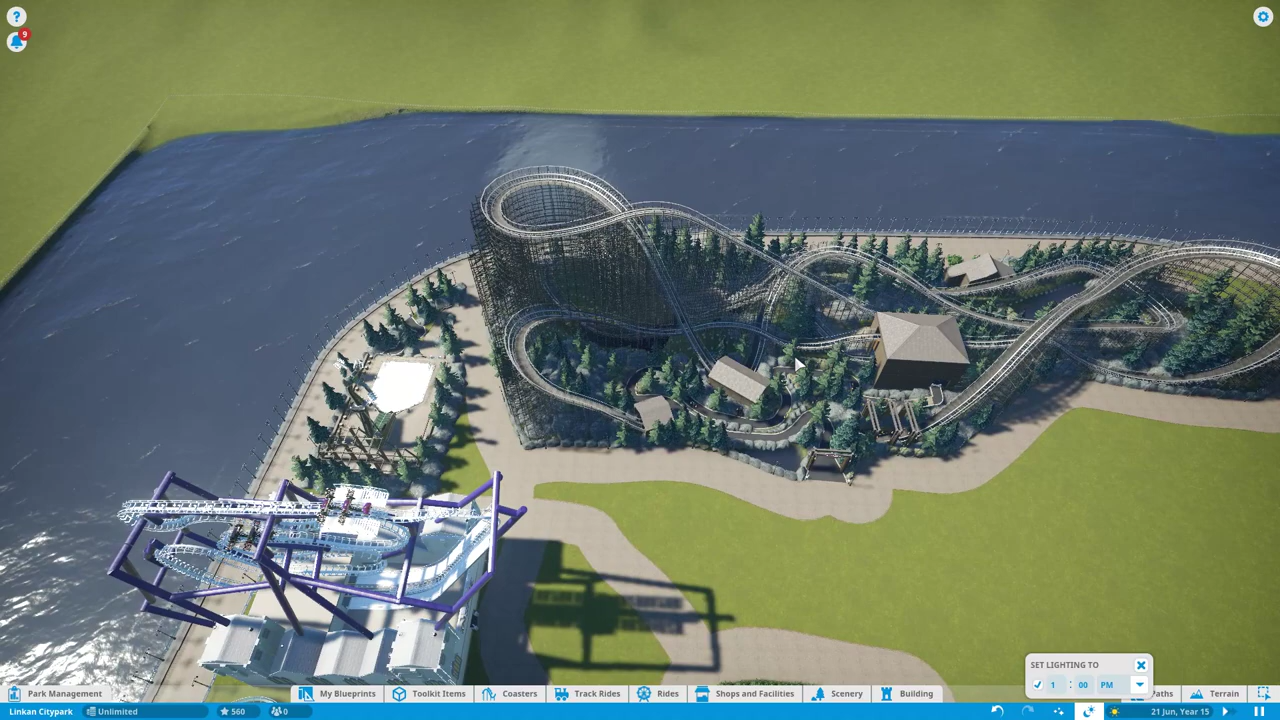 ?
9
SET LIGHTING TO
1 : 00 PM
Park Management
My Blueprints
Toolkit Items
Coasters
Track Rides
Rides
Shops and Facilities
Scenery
Building
Paths
Terrain
Linkan Citypark
Unlimited
560
0
21 Jun, Year 15